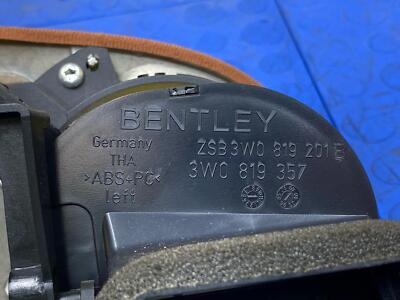 BENTLEY
Germany
ZSB3W0 819 201 E
THA
3W0 819 357
>ABS+PC<
left